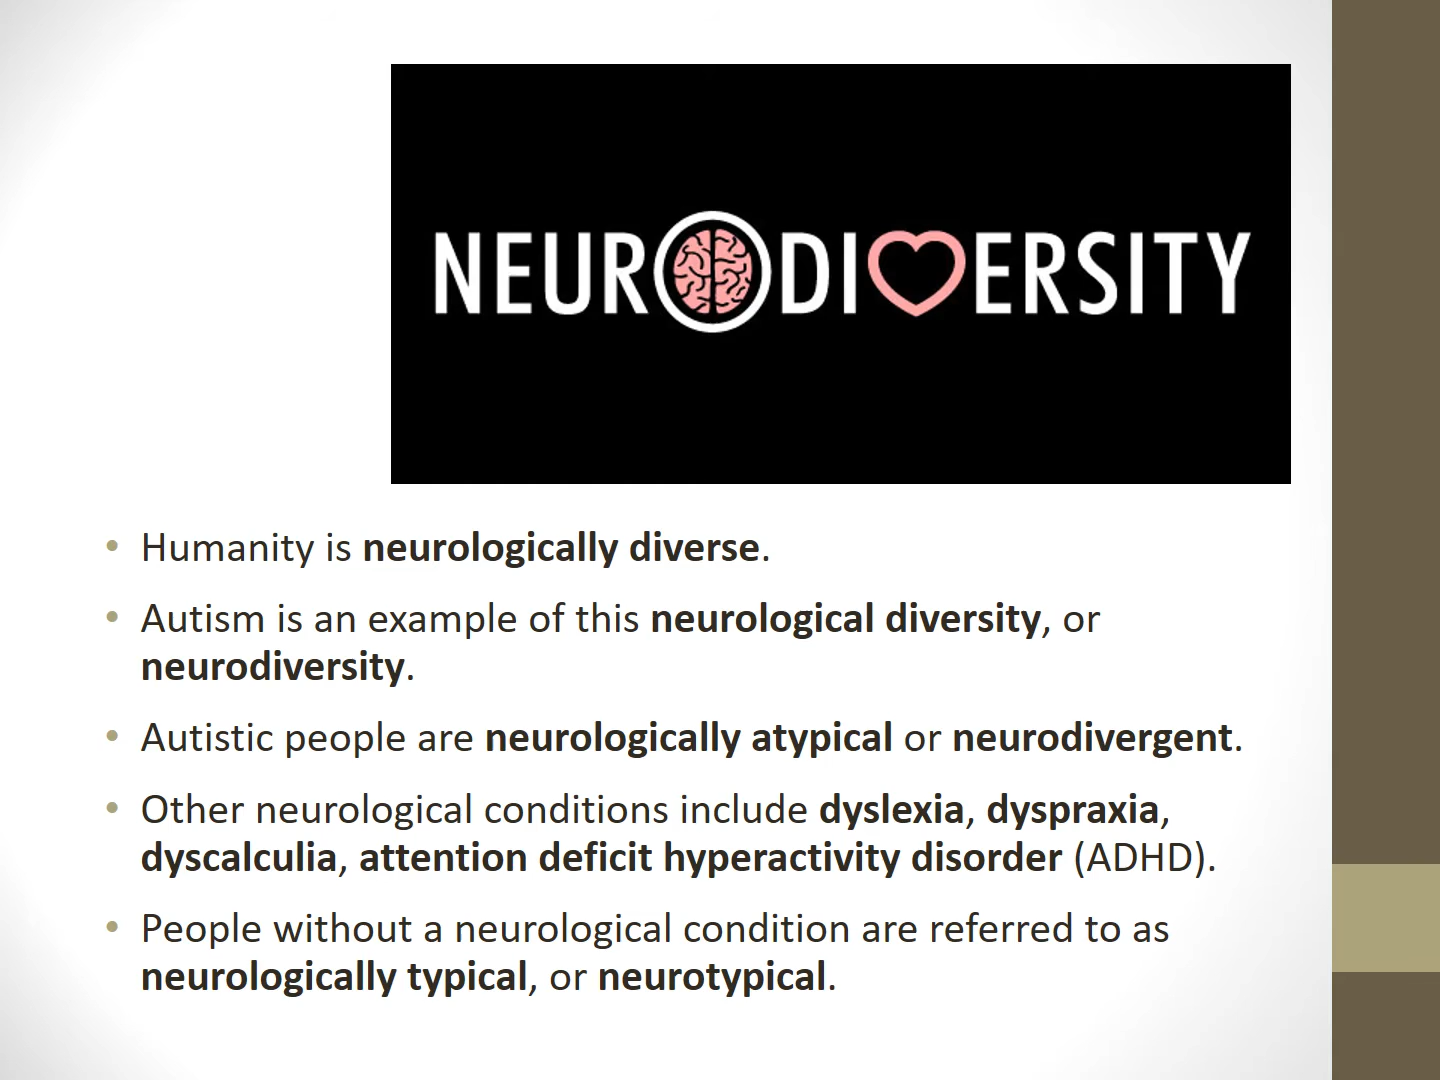 NEURODIVERSITY
• Humanity is neurologically diverse.
• Autism is an example of this neurological diversity, or
neurodiversity.
• Autistic people are neurologically atypical or neurodivergent.
• Other neurological conditions include dyslexia, dyspraxia,
dyscalculia, attention deficit hyperactivity disorder (ADHD).
• People without a neurological condition are referred to as
neurologically typical, or neurotypical.